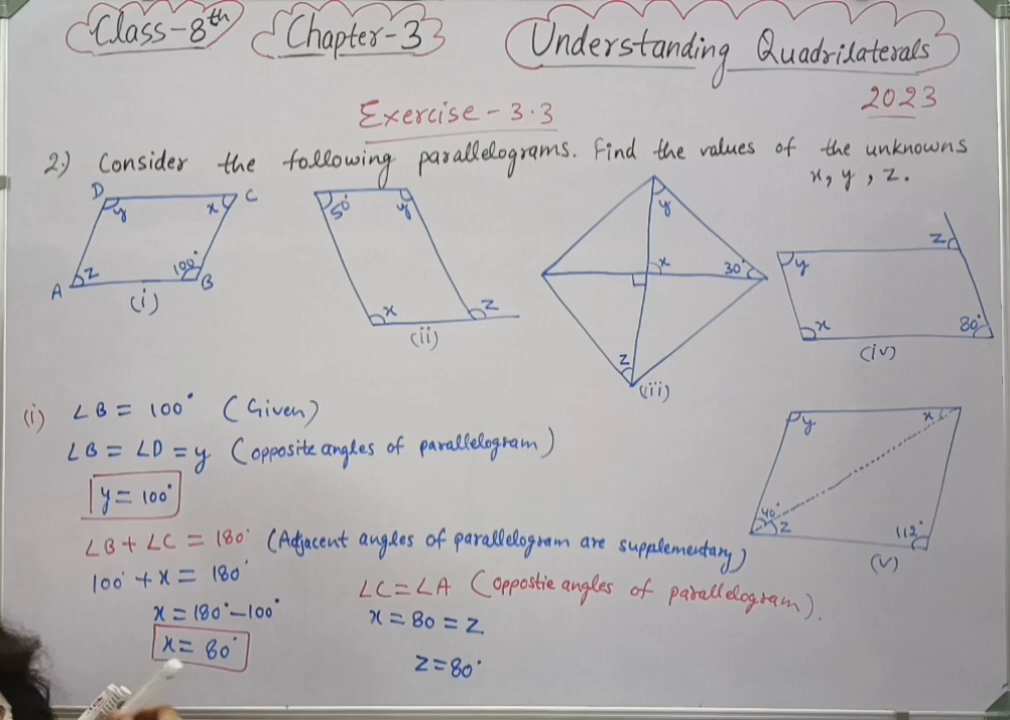 Class-8th Chapter-3 Understanding Quadrilaterals
2023
Exercise-3.3
2.) Consider the following parallelograms. Find the values of the unknowns
x, y, z.
D C y x z 100° A B (i)
50° y x z (ii)
y x 30° z (iii)
z y x 80° (iv)
(i) ∠B = 100° (Given)
∠B = ∠D = y (opposite angles of parallelogram)
y = 100°
∠B + ∠C = 180° (Adjacent angles of parallelogram are supplementary)
100° + x = 180°
x = 180° - 100°
x = 80°
∠C = ∠A (oppostie angles of parallelogram).
x = 80 = z
z = 80°
y x 40° z 112° (v)